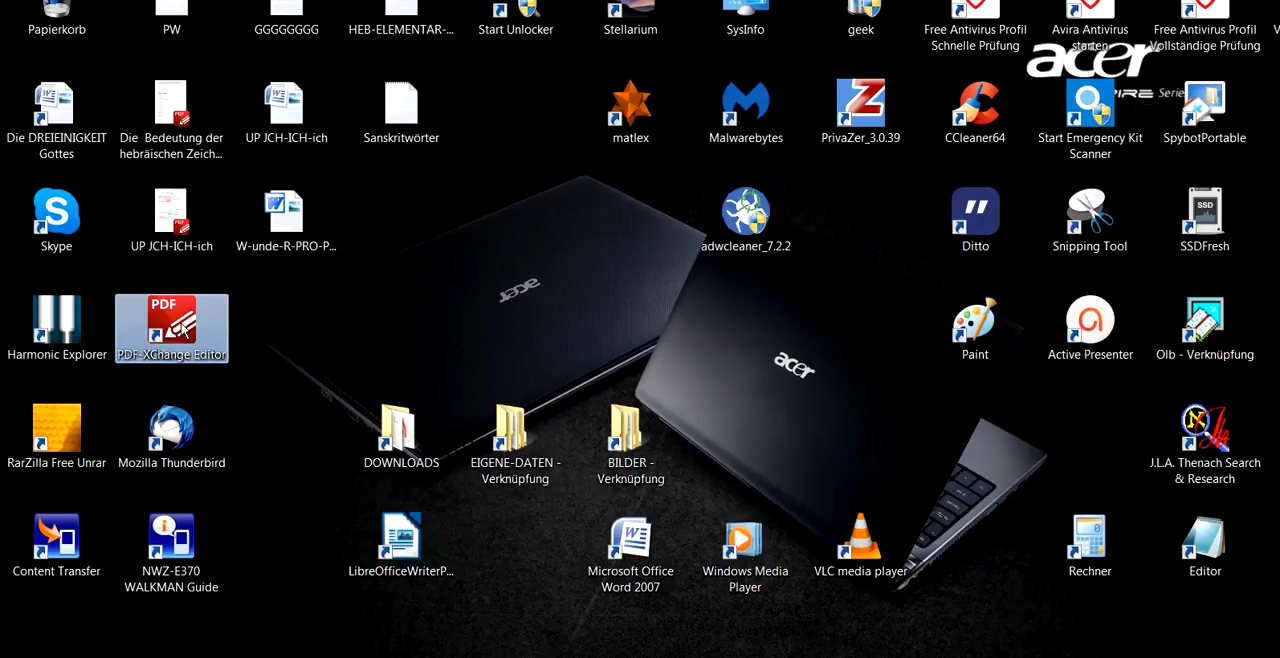 Papierkorb
PW
GGGGGGGG
HEB-ELEMENTAR-...
Start Unlocker
Stellarium
SysInfo
geek
Free Antivirus Profil
Schnelle Prüfung
Avira Antivirus
starten
Free Antivirus Profil
Vollständige Prüfung
acer
Serie
Die DREIEINIGKEIT
Gottes
Die Bedeutung der
hebräischen Zeich...
UP JCH-ICH-ich
Sanskritwörter
matlex
Malwarebytes
PrivaZer_3.0.39
CCleaner64
Start Emergency Kit
Scanner
SpybotPortable
Skype
UP JCH-ICH-ich
W-unde-R-PRO-P...
adwcleaner_7.2.2
Ditto
Snipping Tool
SSD
SSDFresh
acer
PDF
Harmonic Explorer
PDF-XChange Editor
Paint
Active Presenter
Olb - Verknüpfung
acer
RarZilla Free Unrar
Mozilla Thunderbird
DOWNLOADS
EIGENE-DATEN -
Verknüpfung
BILDER -
Verknüpfung
J.L.A. Thenach Search
& Research
Content Transfer
NWZ-E370
WALKMAN Guide
LibreOfficeWriterP...
Microsoft Office
Word 2007
Windows Media
Player
VLC media player
Rechner
Editor